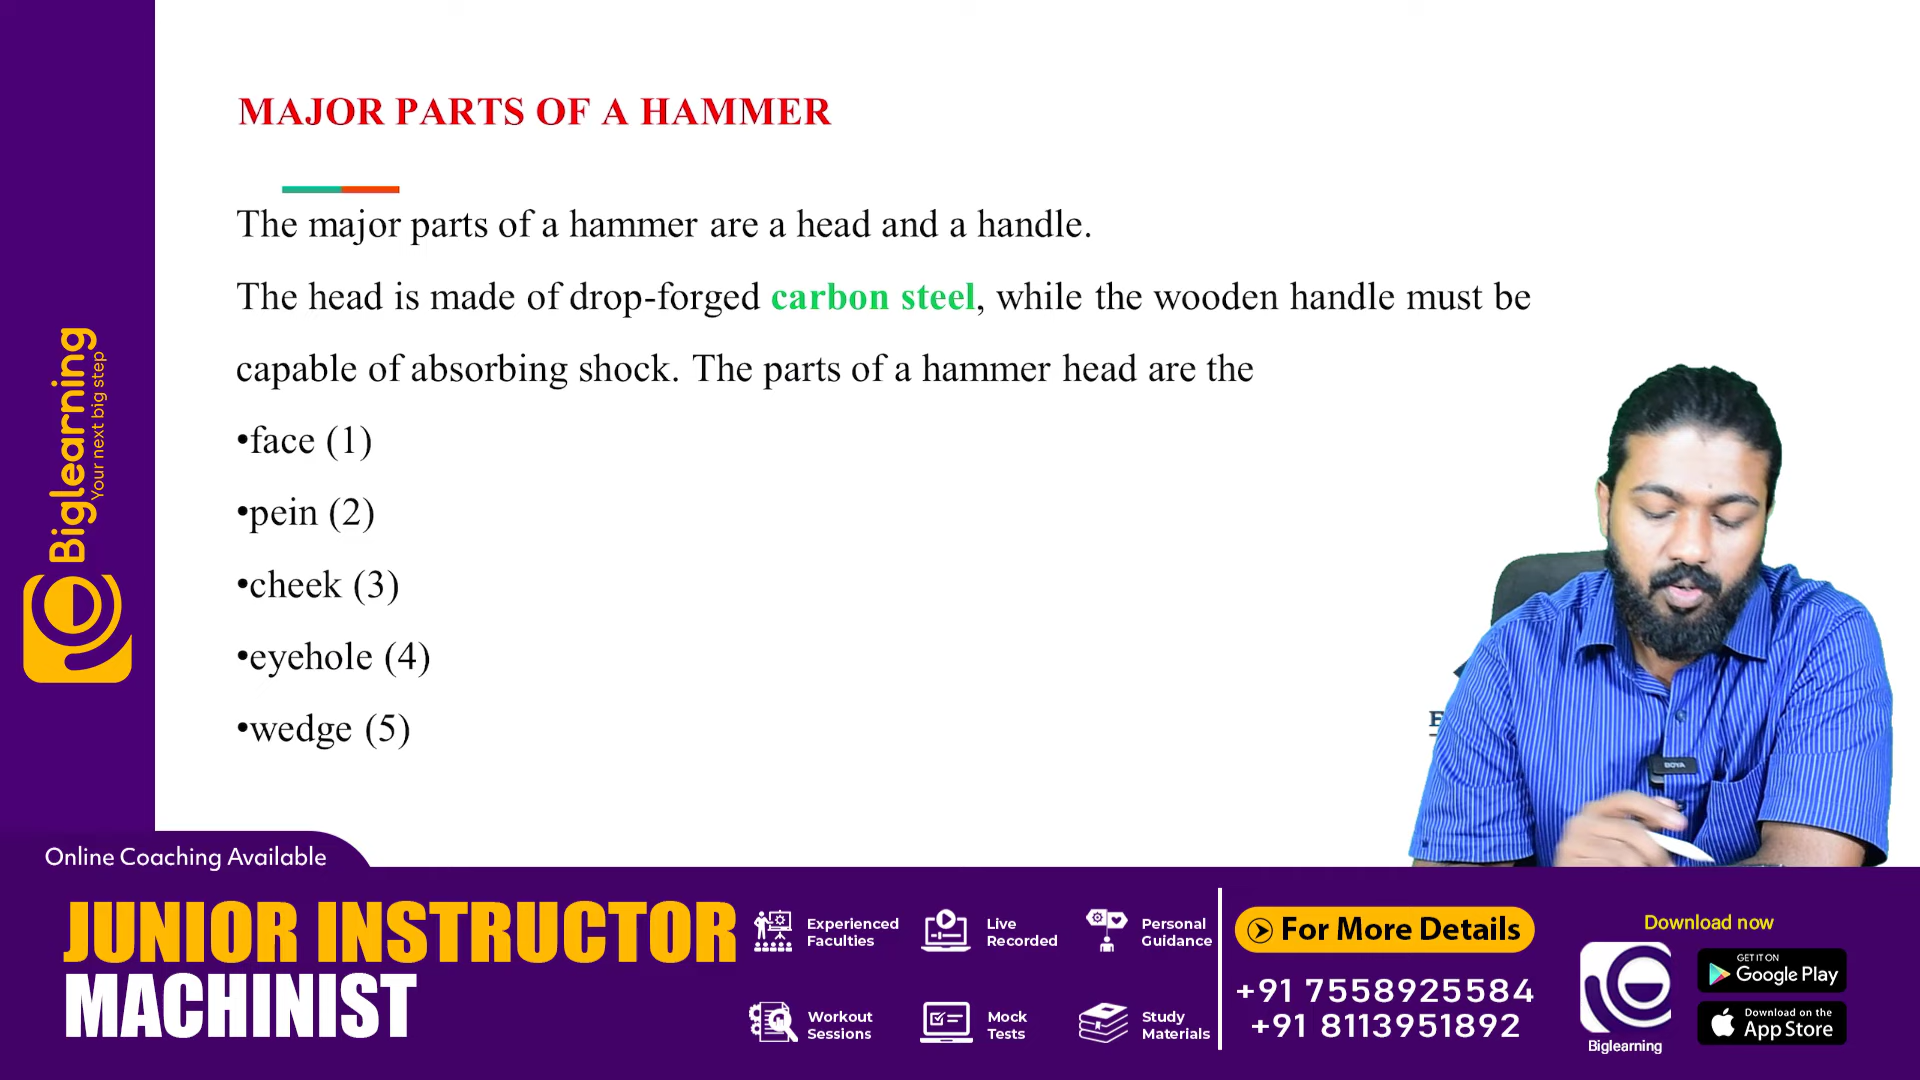 MAJOR PARTS OF A HAMMER
The major parts of a hammer are a head and a handle.
The head is made of drop-forged carbon steel, while the wooden handle must be
capable of absorbing shock. The parts of a hammer head are the
•face (1)
•pein (2)
•cheek (3)
•eyehole (4)
•wedge (5)
Biglearning
Your next big step
E
BOYA
Online Coaching Available
JUNIOR INSTRUCTOR
MACHINIST
Experienced
Faculties
Live
Recorded
Personal
Guidance
Workout
Sessions
Mock
Tests
Study
Materials
For More Details
+91 7558925584
+91 8113951892
Download now
Biglearning
GET IT ON
Google Play
Download on the
App Store